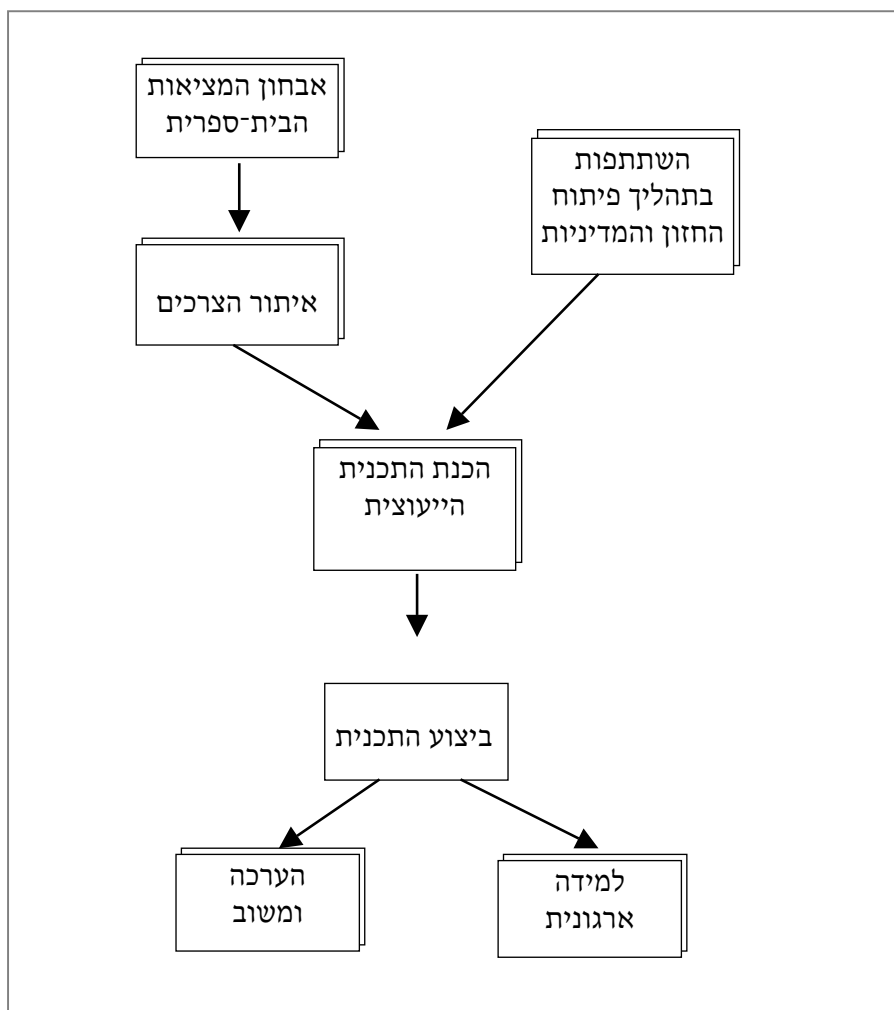 אבחון המציאות
הבית־ספרית
השתתפות
בתהליך פיתוח
החזון והמדיניות
איתור הצרכים
הכנת התכנית
הייעוצית
ביצוע התכנית
הערכה
ומשוב
למידה
ארגונית